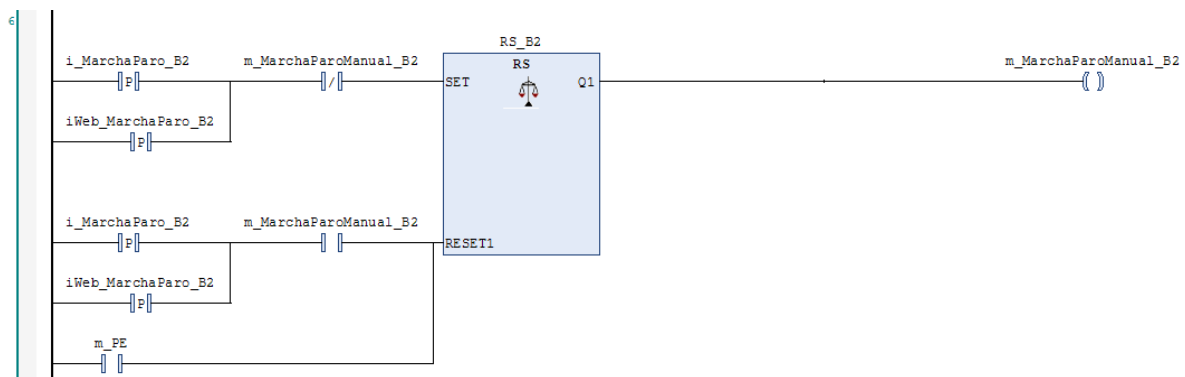 6
RS_B2
i_MarchaParo_B2 m_MarchaParoManual_B2 RS m_MarchaParoManual_B2
P / SET Q1
iWeb_MarchaParo_B2
P
i_MarchaParo_B2 m_MarchaParoManual_B2
P RESET1
iWeb_MarchaParo_B2
P
m_PE